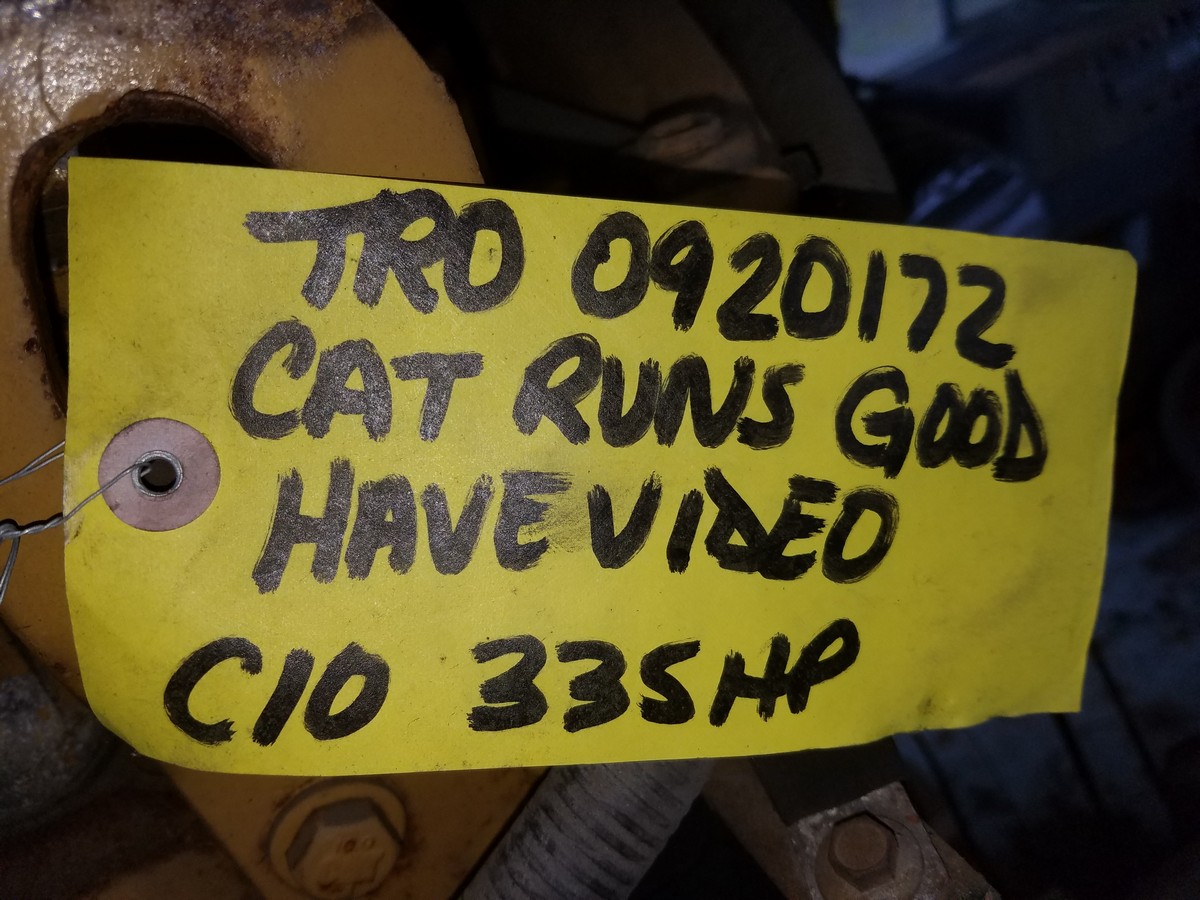 TRO 0920172
CAT RUNS GOOD
HAVE VIDEO
C10 335HP